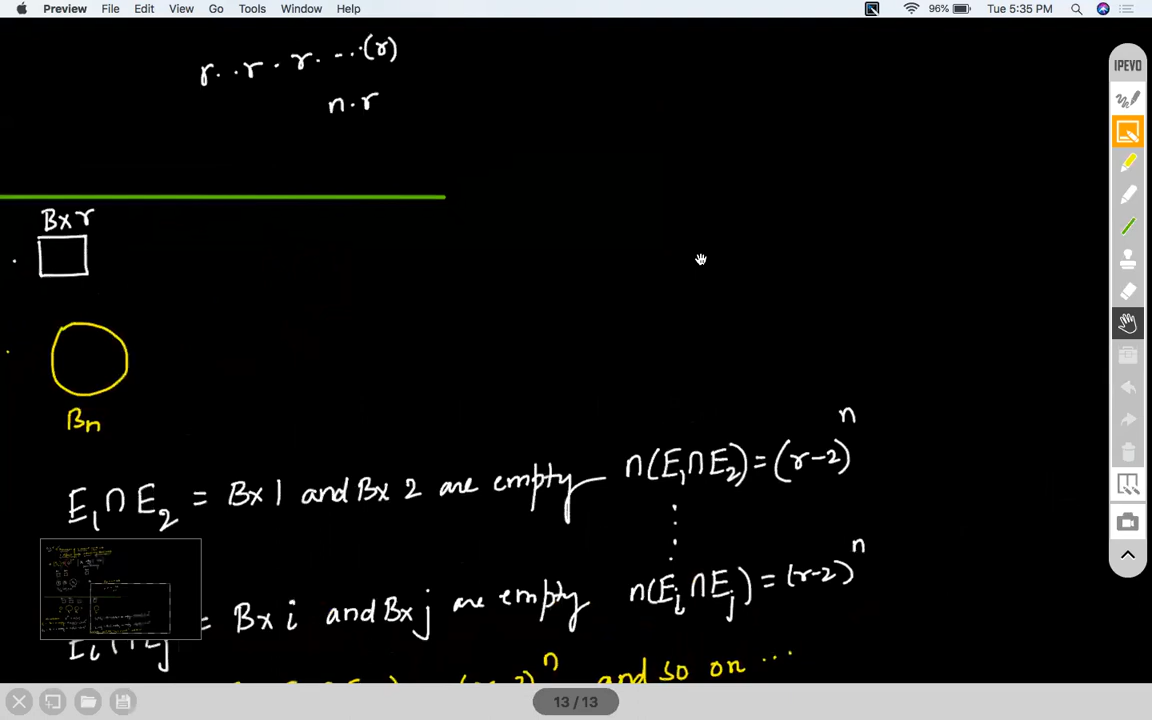 Preview File Edit View Go Tools Window Help 96% Tue 5:35 PM
IPEVO
r. . r . r. ...(r)
n.r
Bx r
Bn
E₁∩E₂ = Bx 1 and Bx 2 are empty n(E₁∩E₂)=(r-2)ⁿ
= Bx i and Bx j are empty n(Eᵢ∩Eⱼ)=(r-2)ⁿ
n and so on ...
13 / 13